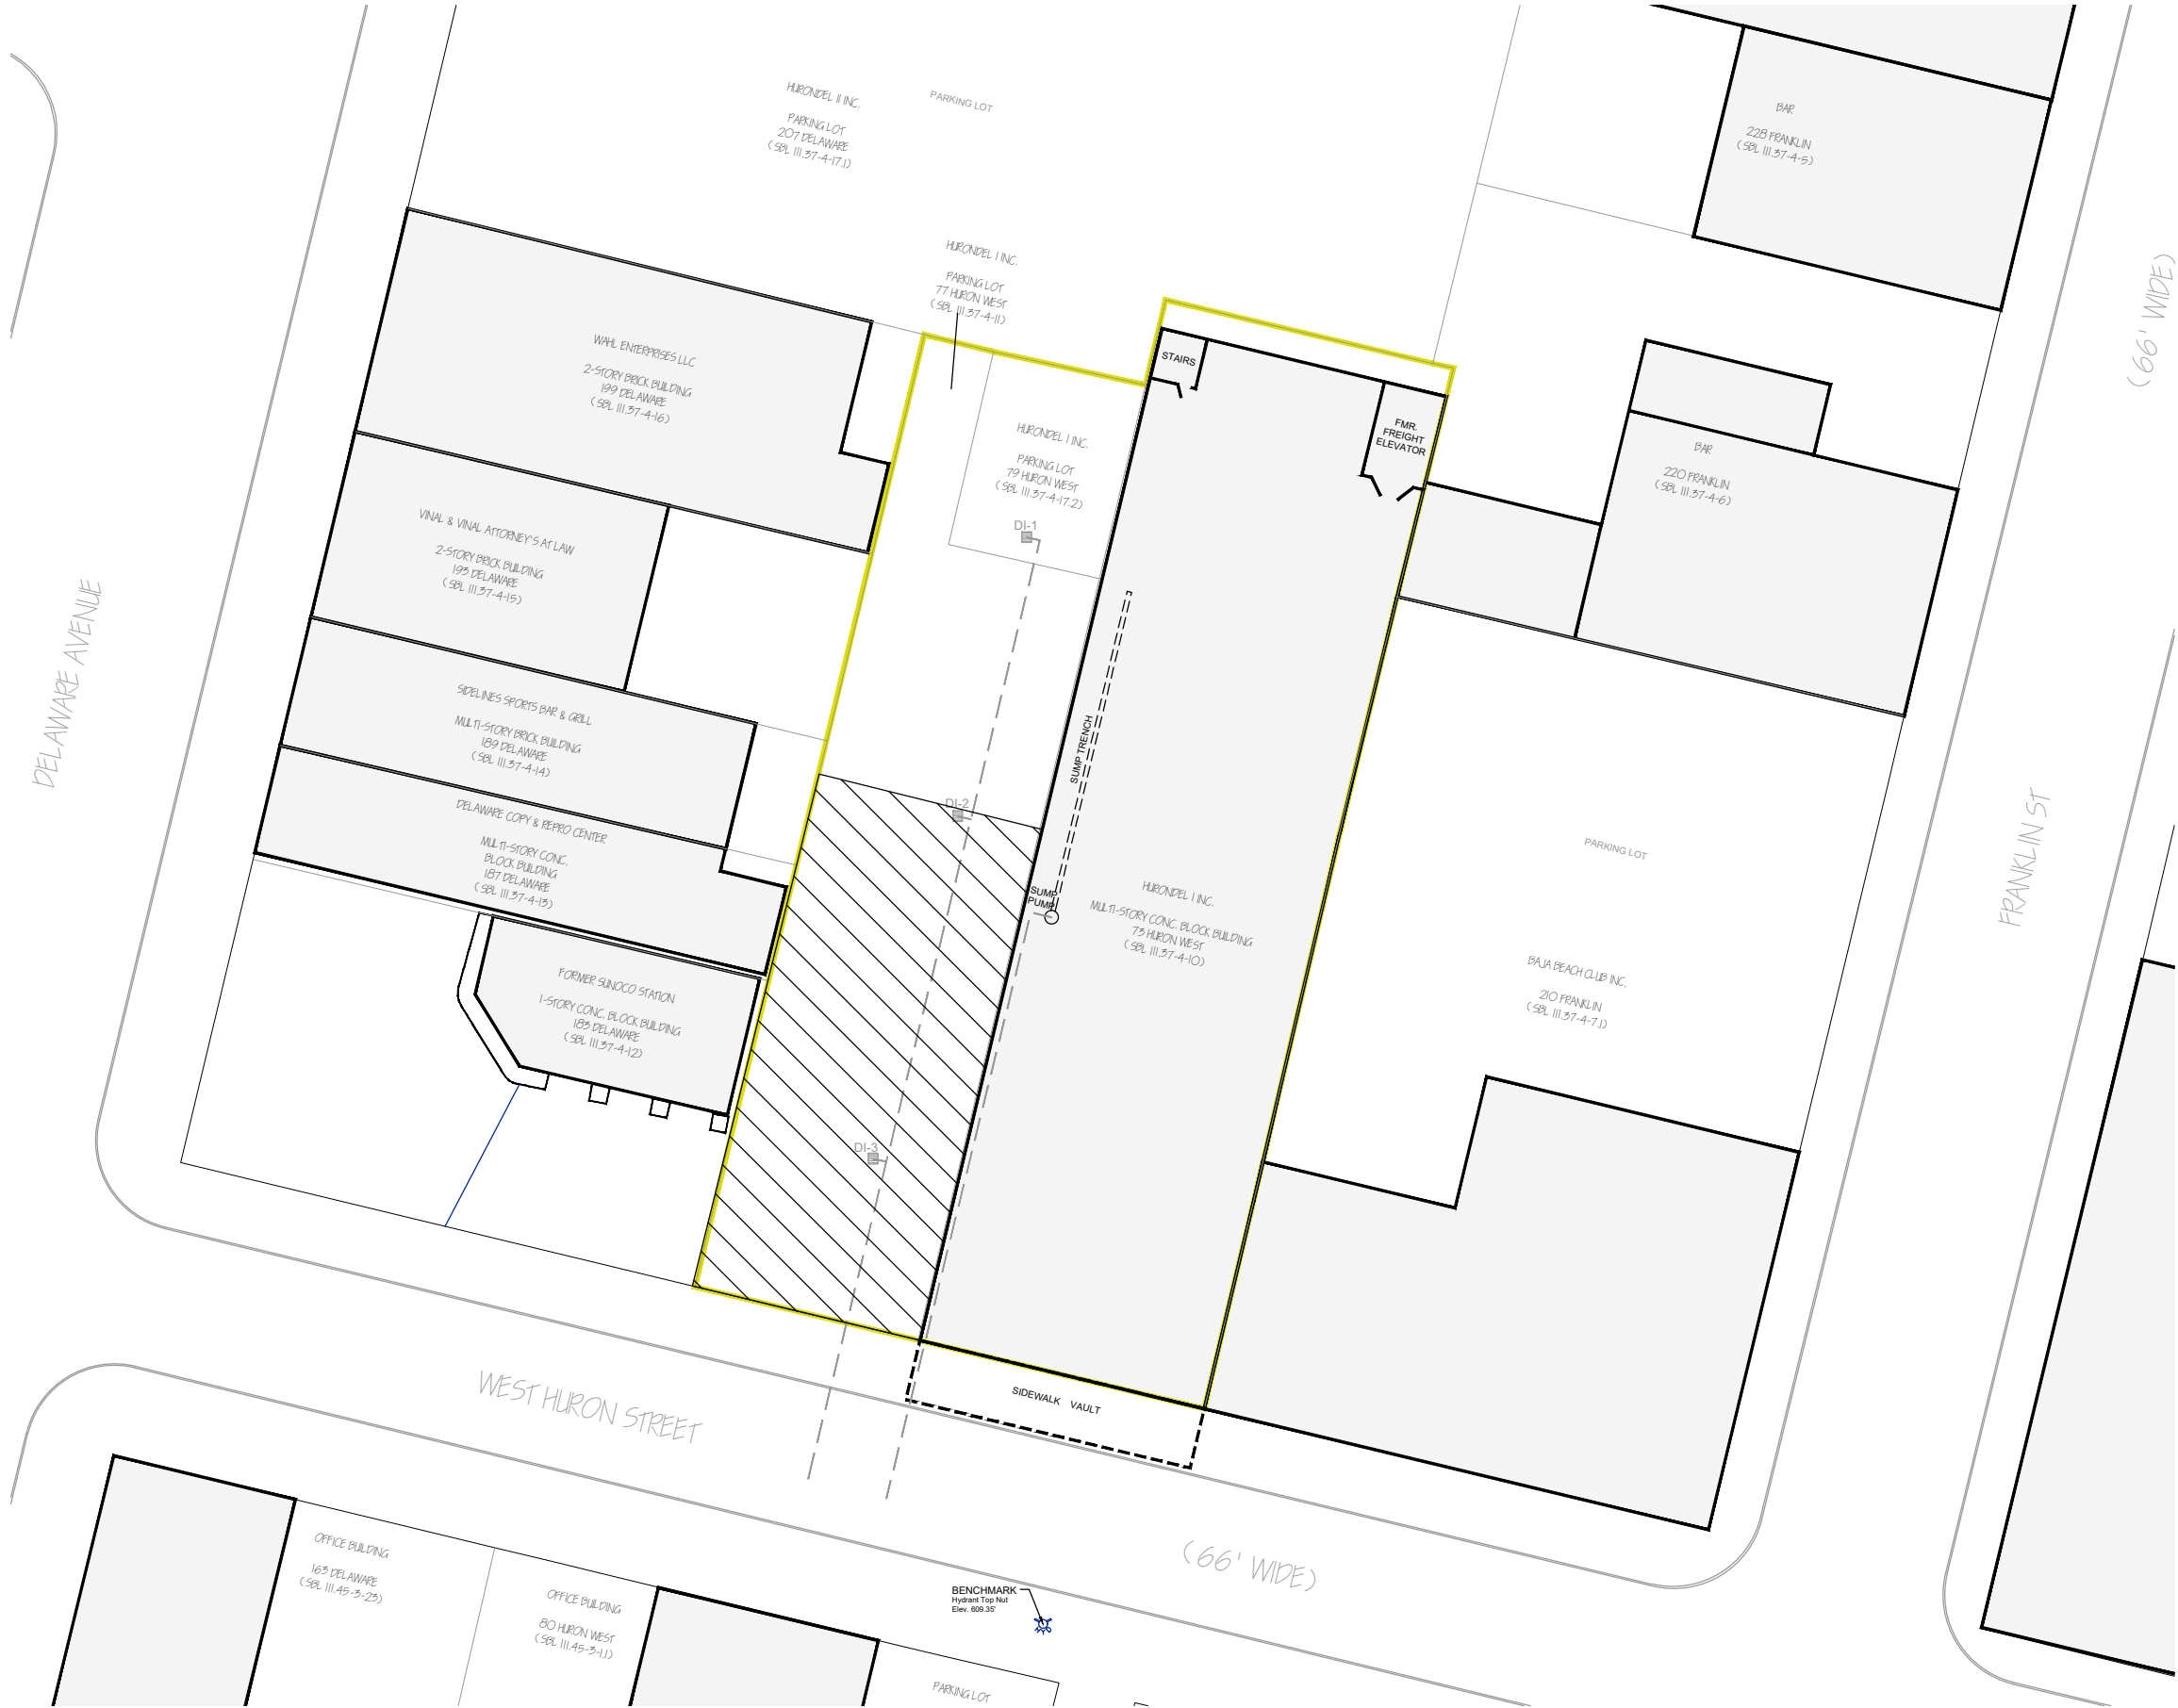 HURONDEL II INC.
PARKING LOT
207 DELAWARE
(SBL 111.37-4-17.1)
PARKING LOT
BAR
228 FRANKLIN
(SBL 111.37-4-5)
(66' WIDE)
HURONDEL I INC.
PARKING LOT
77 HURON WEST
(SBL 111.37-4-11)
WAHL ENTERPRISES LLC
2-STORY BRICK BUILDING
199 DELAWARE
(SBL 111.37-4-16)
STAIRS
FMR.
FREIGHT
ELEVATOR
HURONDEL I INC.
PARKING LOT
79 HURON WEST
(SBL 111.37-4-17.2)
BAR
220 FRANKLIN
(SBL 111.37-4-6)
DI-1
VINAL & VINAL ATTORNEY'S AT LAW
2-STORY BRICK BUILDING
193 DELAWARE
(SBL 111.37-4-15)
DELAWARE AVENUE
SIDELINES SPORTS BAR & GRILL
MULTI-STORY BRICK BUILDING
189 DELAWARE
(SBL 111.37-4-14)
SUMP TRENCH
DI-2
DELAWARE COPY & REPRO CENTER
MULTI-STORY CONC.
BLOCK BUILDING
187 DELAWARE
(SBL 111.37-4-13)
SUMP
PUMP
HURONDEL I INC.
MULTI-STORY CONC. BLOCK BUILDING
73 HURON WEST
(SBL 111.37-4-10)
PARKING LOT
FRANKLIN ST
BAJA BEACH CLUB INC.
210 FRANKLIN
(SBL 111.37-4-7.1)
FORMER SUNOCO STATION
1-STORY CONC. BLOCK BUILDING
183 DELAWARE
(SBL 111.37-4-12)
DI-3
SIDEWALK VAULT
WEST HURON STREET
(66' WIDE)
OFFICE BUILDING
163 DELAWARE
(SBL 111.45-3-23)
OFFICE BUILDING
80 HURON WEST
(SBL 111.45-3-1.1)
BENCHMARK
Hydrant Top Nut
Elev. 609.35'
PARKING LOT